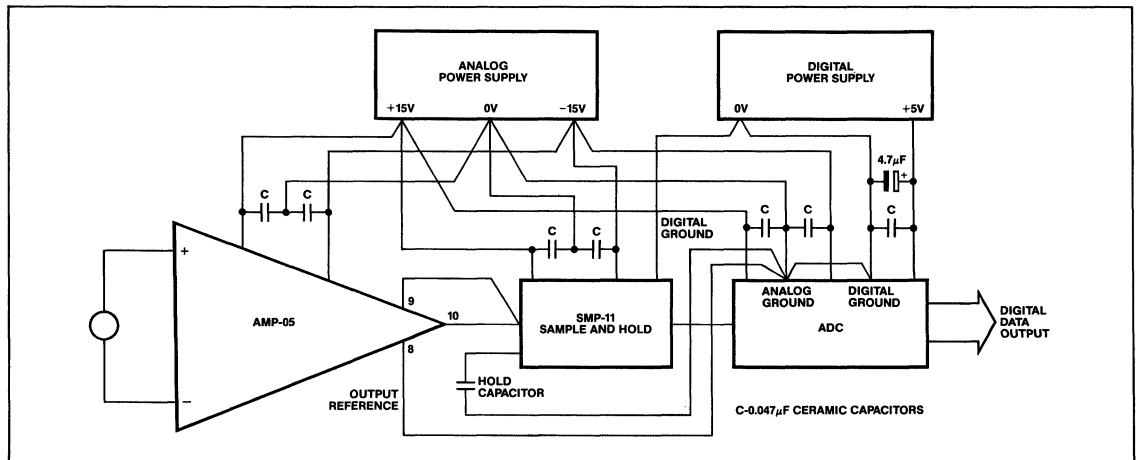 ANALOG
POWER SUPPLY
+15V 0V −15V
DIGITAL
POWER SUPPLY
0V +5V
4.7µF
+
C C
C C
DIGITAL
GROUND
C C
C
+
−
AMP-05
9
10
8
SMP-11
SAMPLE AND HOLD
ANALOG
GROUND
DIGITAL
GROUND
ADC
DIGITAL
DATA
OUTPUT
HOLD
CAPACITOR
OUTPUT
REFERENCE
C-0.047µF CERAMIC CAPACITORS